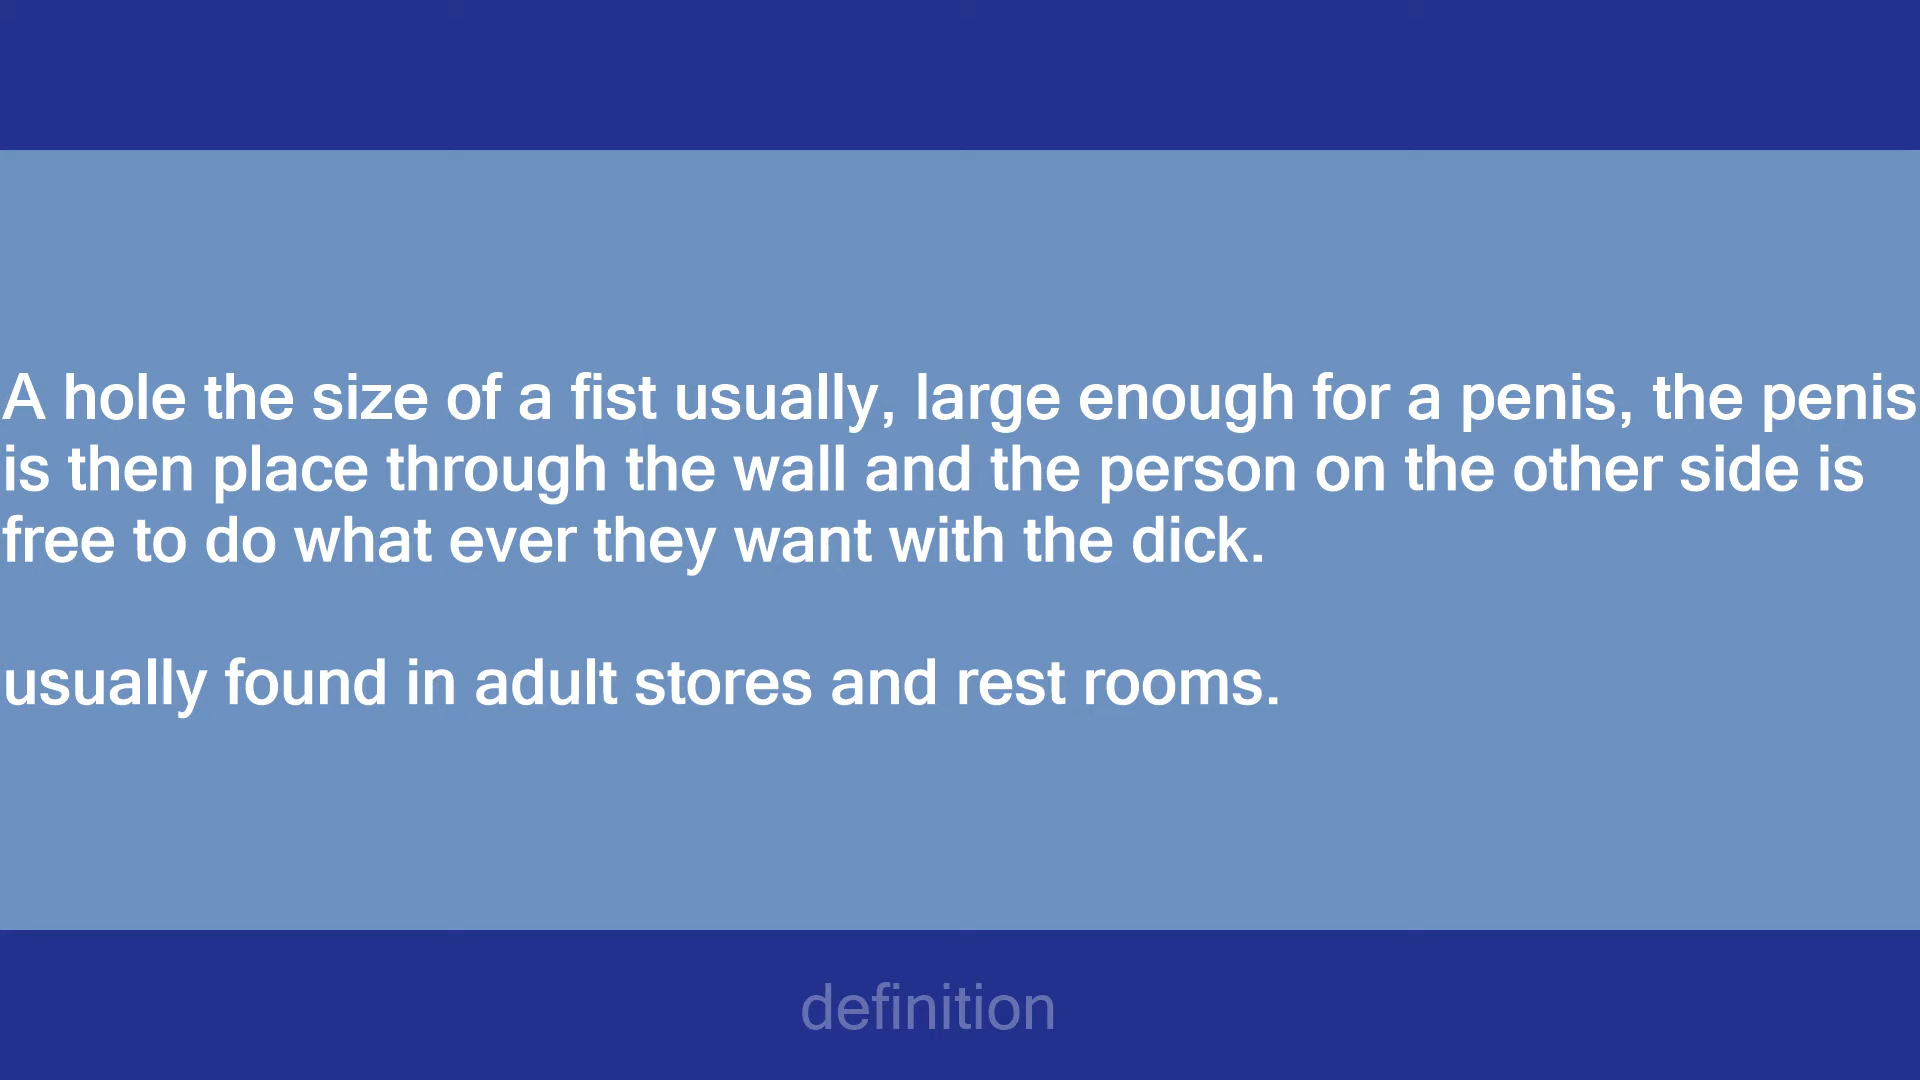 A hole the size of a fist usually, large enough for a penis, the penis
is then place through the wall and the person on the other side is
free to do what ever they want with the dick.
usually found in adult stores and rest rooms.
definition